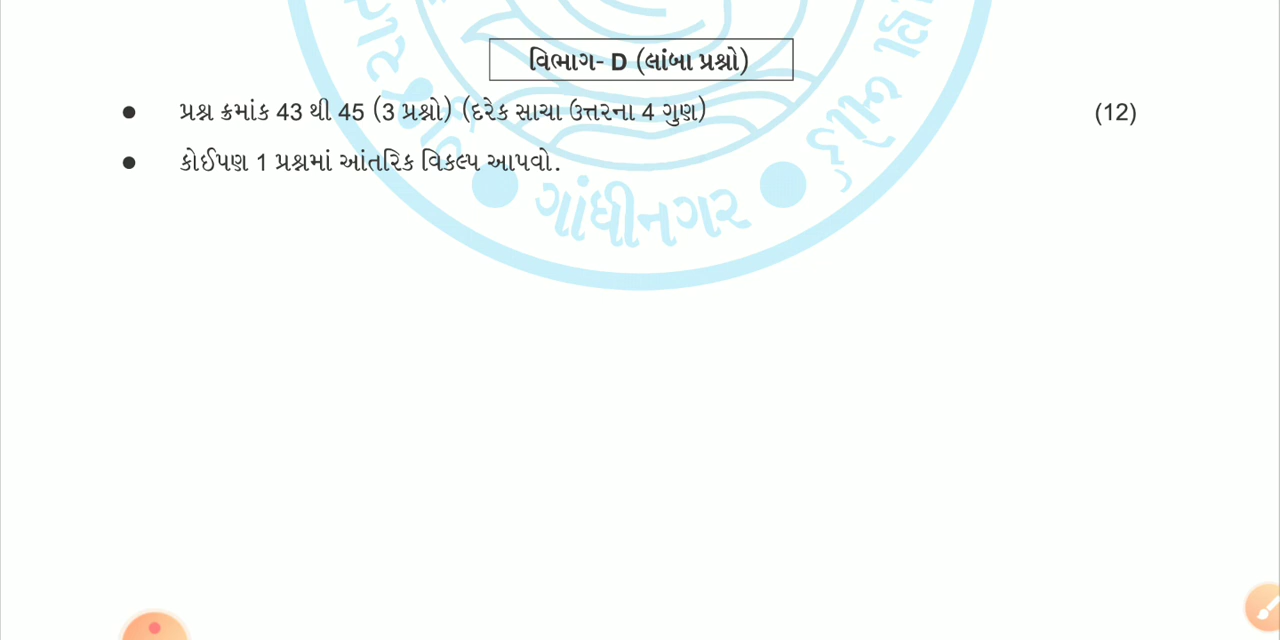 વિભાગ- D (લાંબા પ્રશ્નો)
પ્રશ્ન ક્રમાંક 43 થી 45 (3 પ્રશ્નો) (દરેક સાચા ઉત્તરના 4 ગુણ) (12)
કોઈપણ 1 પ્રશ્નમાં આંતરિક વિકલ્પ આપવો.
ગાંધીનગર